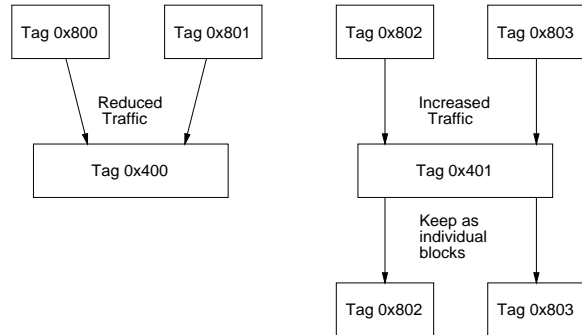 Tag 0x800
Tag 0x801
Tag 0x802
Tag 0x803
Reduced
Traffic
Increased
Traffic
Tag 0x400
Tag 0x401
Keep as
individual
blocks
Tag 0x802
Tag 0x803